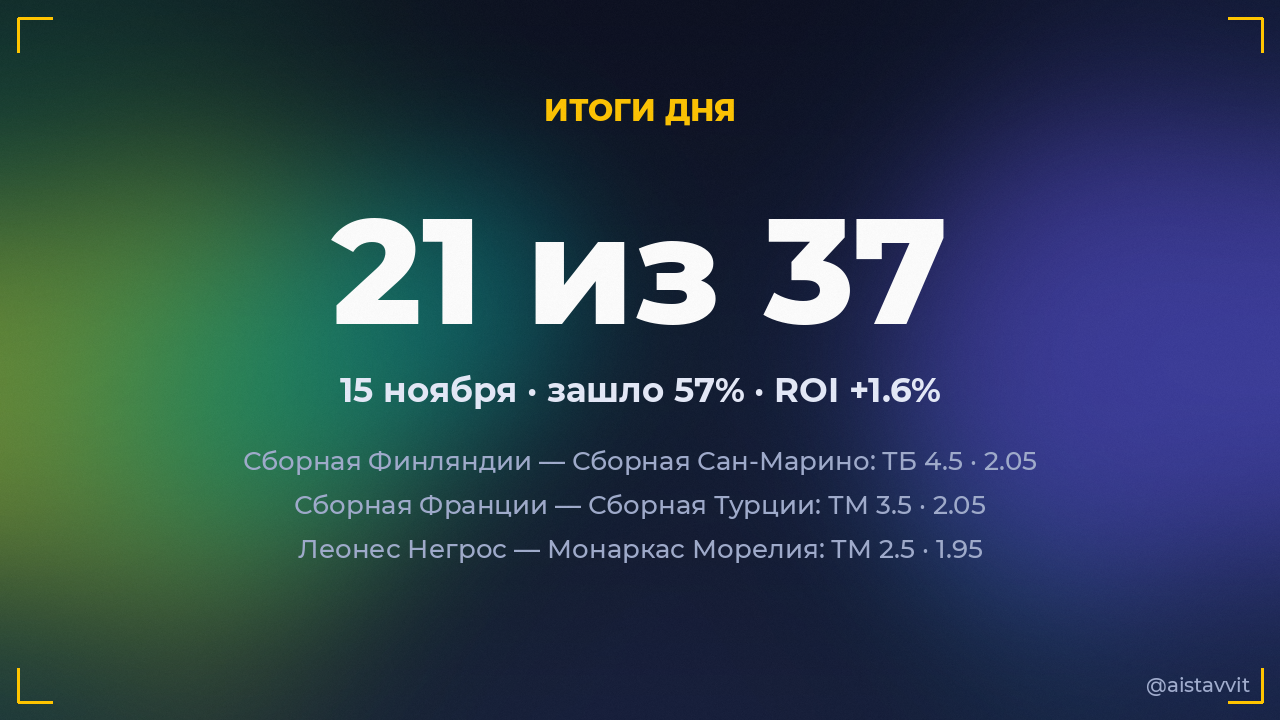 ИТОГИ ДНЯ
21 из 37
15 ноября · зашло 57% · ROI +1.6%
Сборная Финляндии — Сборная Сан-Марино: ТБ 4.5 · 2.05
Сборная Франции — Сборная Турции: ТМ 3.5 · 2.05
Леонес Негрос — Монаркас Морелия: ТМ 2.5 · 1.95
@aistavvit